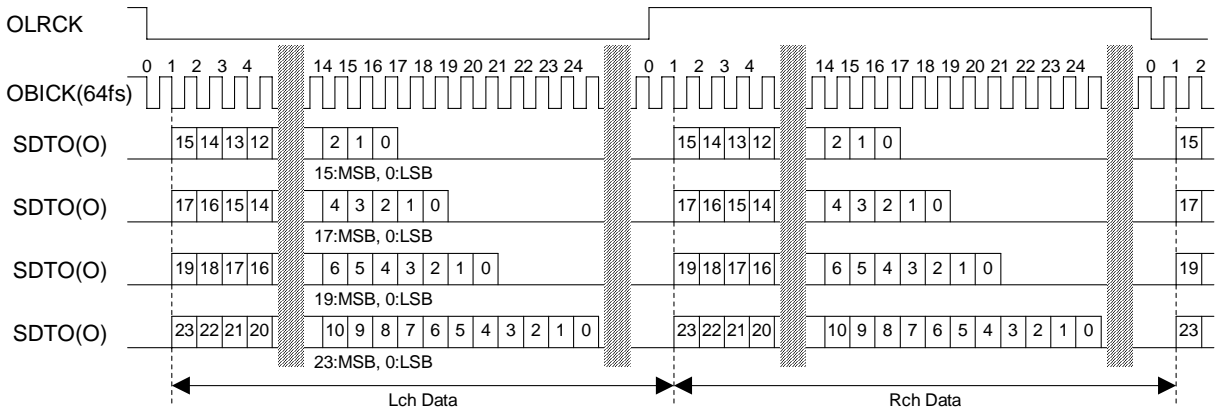 OLRCK
0 1 2 3 4 14 15 16 17 18 19 20 21 22 23 24 0 1 2 3 4 14 15 16 17 18 19 20 21 22 23 24 0 1 2
OBICK(64fs)
SDTO(O) 15 14 13 12 2 1 0 15 14 13 12 2 1 0 15
15:MSB, 0:LSB
SDTO(O) 17 16 15 14 4 3 2 1 0 17 16 15 14 4 3 2 1 0 17
17:MSB, 0:LSB
SDTO(O) 19 18 17 16 6 5 4 3 2 1 0 19 18 17 16 6 5 4 3 2 1 0 19
19:MSB, 0:LSB
SDTO(O) 23 22 21 20 10 9 8 7 6 5 4 3 2 1 0 23 22 21 20 10 9 8 7 6 5 4 3 2 1 0 23
23:MSB, 0:LSB
Lch Data Rch Data